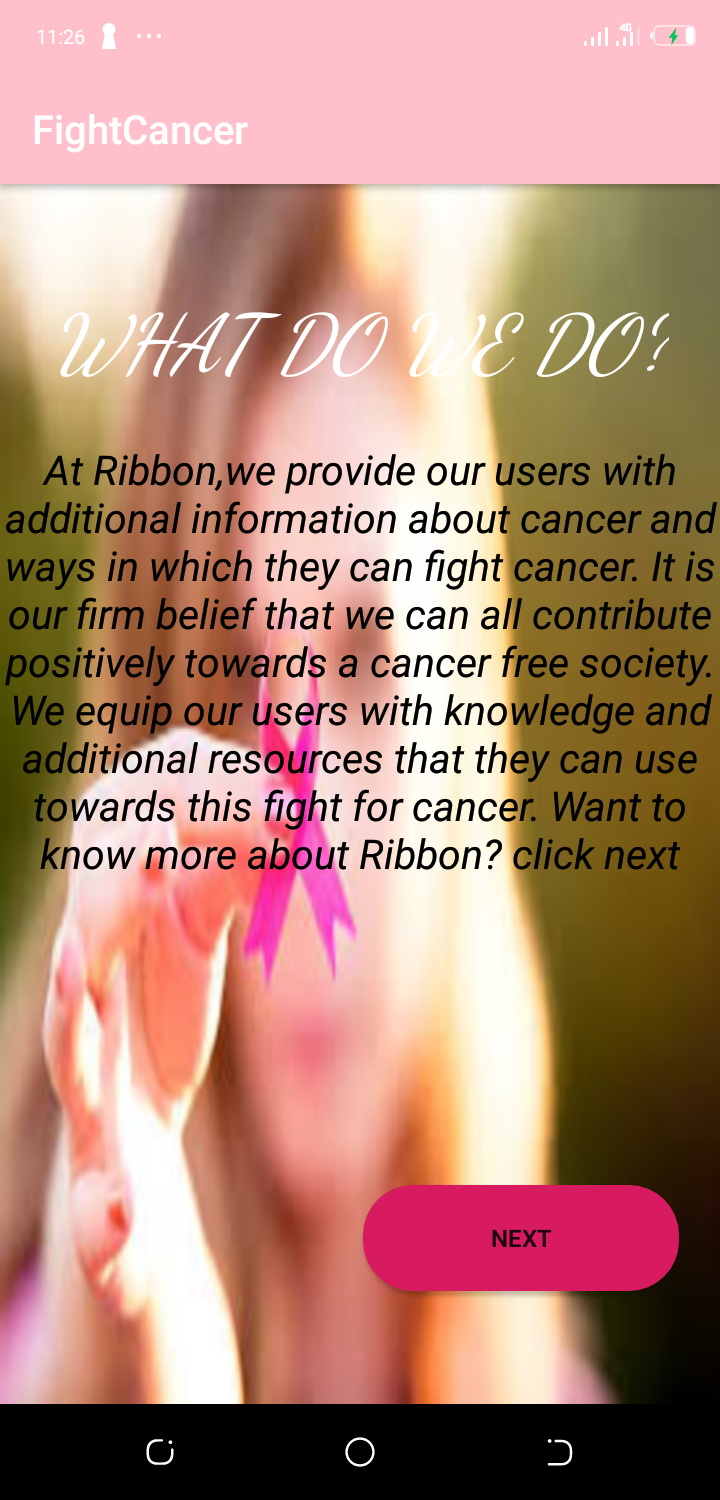 11:26
4G
FightCancer
WHAT DO WE DO?
At Ribbon,we provide our users with
additional information about cancer and
ways in which they can fight cancer. It is
our firm belief that we can all contribute
positively towards a cancer free society.
We equip our users with knowledge and
additional resources that they can use
towards this fight for cancer. Want to
know more about Ribbon? click next
NEXT